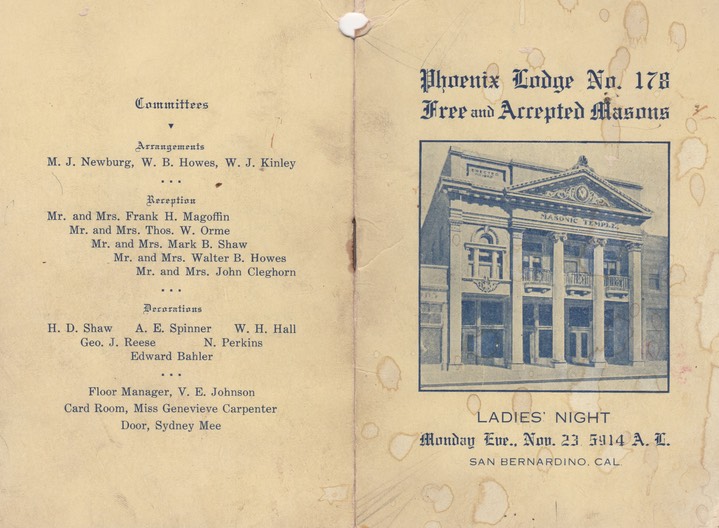 Committees
Arrangements
M. J. Newburg, W. B. Howes, W. J. Kinley
Reception
Mr. and Mrs. Frank H. Magoffin
Mr. and Mrs. Thos. W. Orme
Mr. and Mrs. Mark B. Shaw
Mr. and Mrs. Walter B. Howes
Mr. and Mrs. John Cleghorn
Decorations
H. D. Shaw A. E. Spinner W. H. Hall
Geo. J. Reese N. Perkins
Edward Bahler
Floor Manager, V. E. Johnson
Card Room, Miss Genevieve Carpenter
Door, Sydney Mee
Phoenix Lodge No. 178
Free and Accepted Masons
MASONIC TEMPLE
LADIES' NIGHT
Monday Eve., Nov. 23 5914 A. L.
SAN BERNARDINO, CAL.